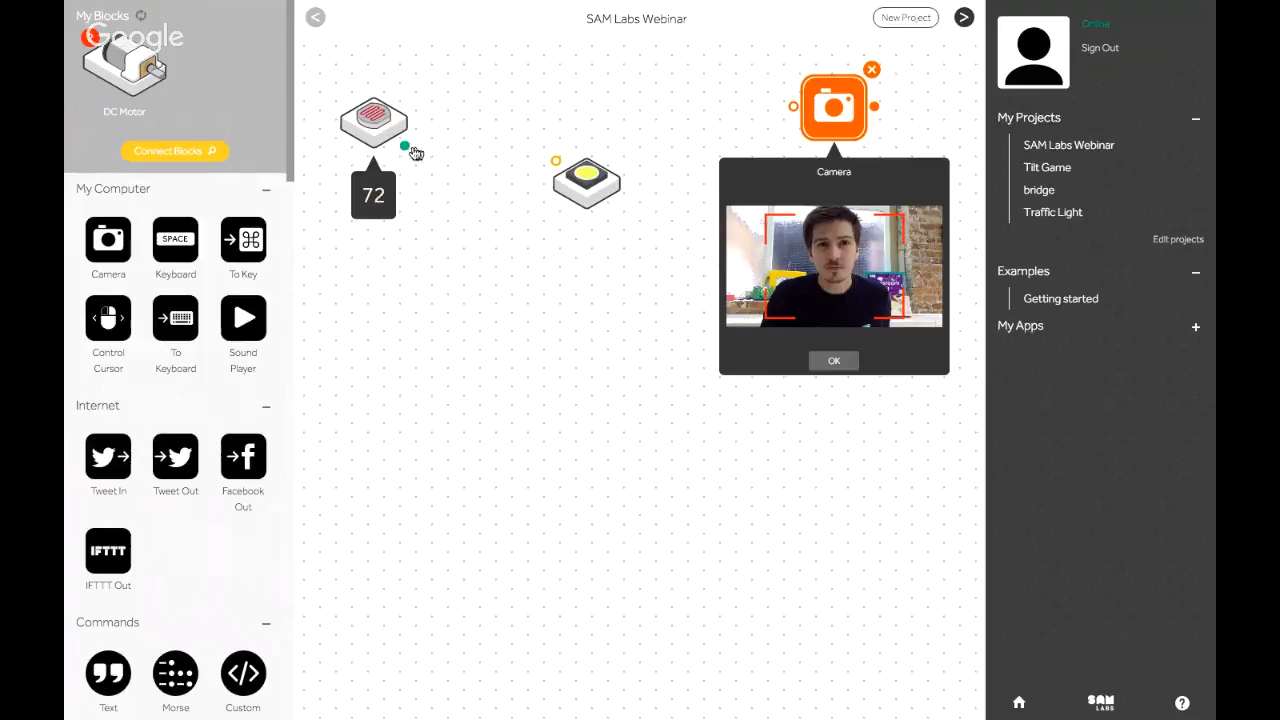 My Blocks
Google
DC Motor
Connect Blocks
My Computer
Camera
SPACE
Keyboard
To Key
Control Cursor
To Keyboard
Sound Player
Internet
Tweet In
Tweet Out
Facebook Out
IFTTT
IFTTT Out
Commands
Text
Morse
Custom
SAM Labs Webinar
New Project
72
Camera
OK
Online
Sign Out
My Projects
SAM Labs Webinar
Tilt Game
bridge
Traffic Light
Edit projects
Examples
Getting started
My Apps
SAM LABS